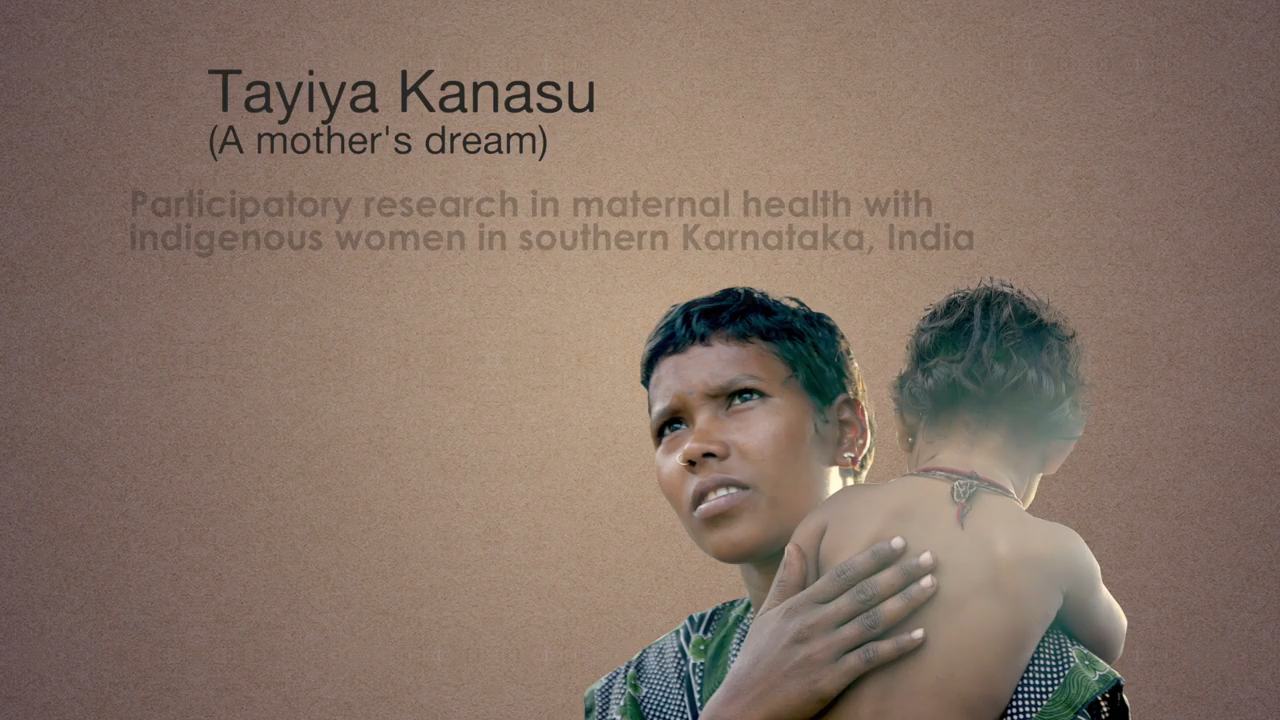 Tayiya Kanasu
(A mother's dream)
Participatory research in maternal health with
indigenous women in southern Karnataka, India